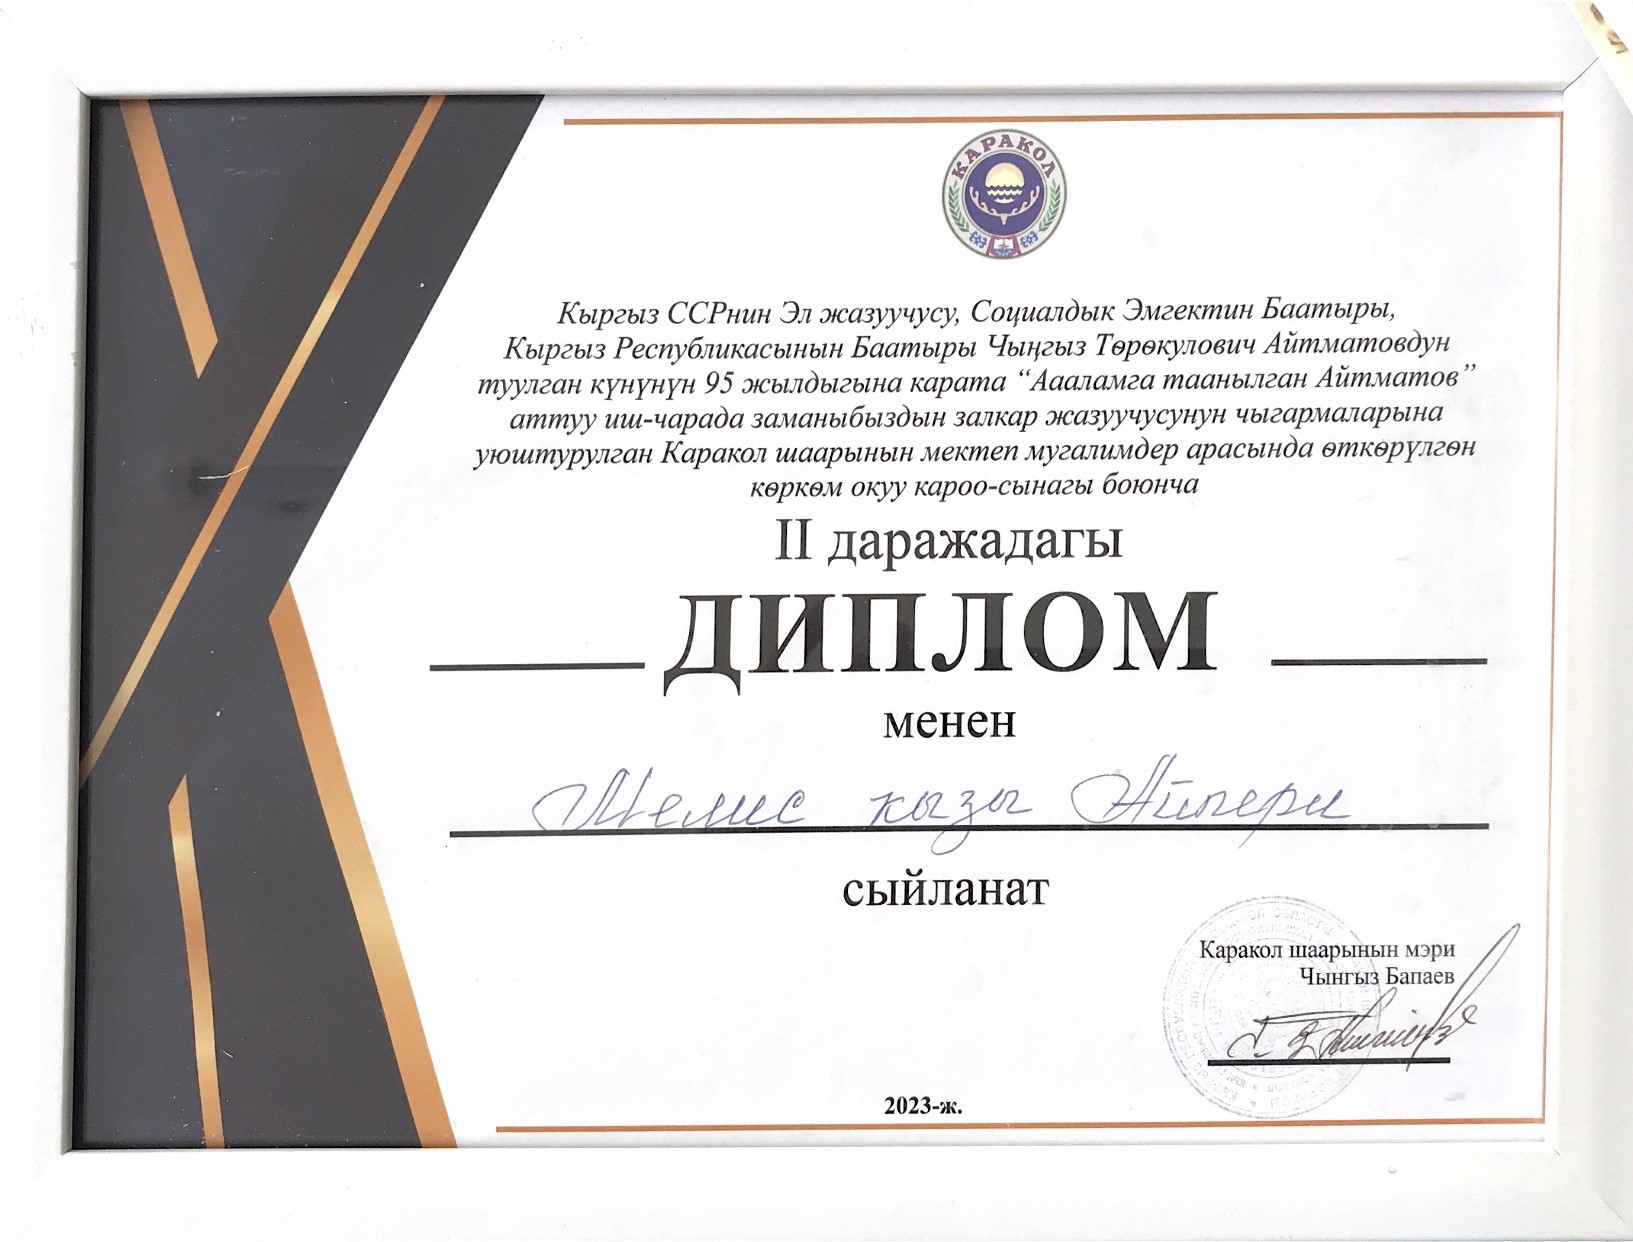 КАРАКОЛ
Кыргыз ССРнин Эл жазуучусу, Социалдык Эмгектин Баатыры,
Кыргыз Республикасынын Баатыры Чыңгыз Төрөкулович Айтматовдун
туулган күнүнүн 95 жылдыгына карата “Аааламга таанылган Айтматов”
аттуу иш-чарада заманыбыздын залкар жазуучусунун чыгармаларына
уюштурулган Каракол шаарынын мектеп мугалимдер арасында өткөрүлгөн
көркөм окуу кароо-сынагы боюнча
II даражадагы
ДИПЛОМ
менен
кызы Айпери
сыйланат
Каракол шаарынын мэри
Чынгыз Бапаев
2023-ж.